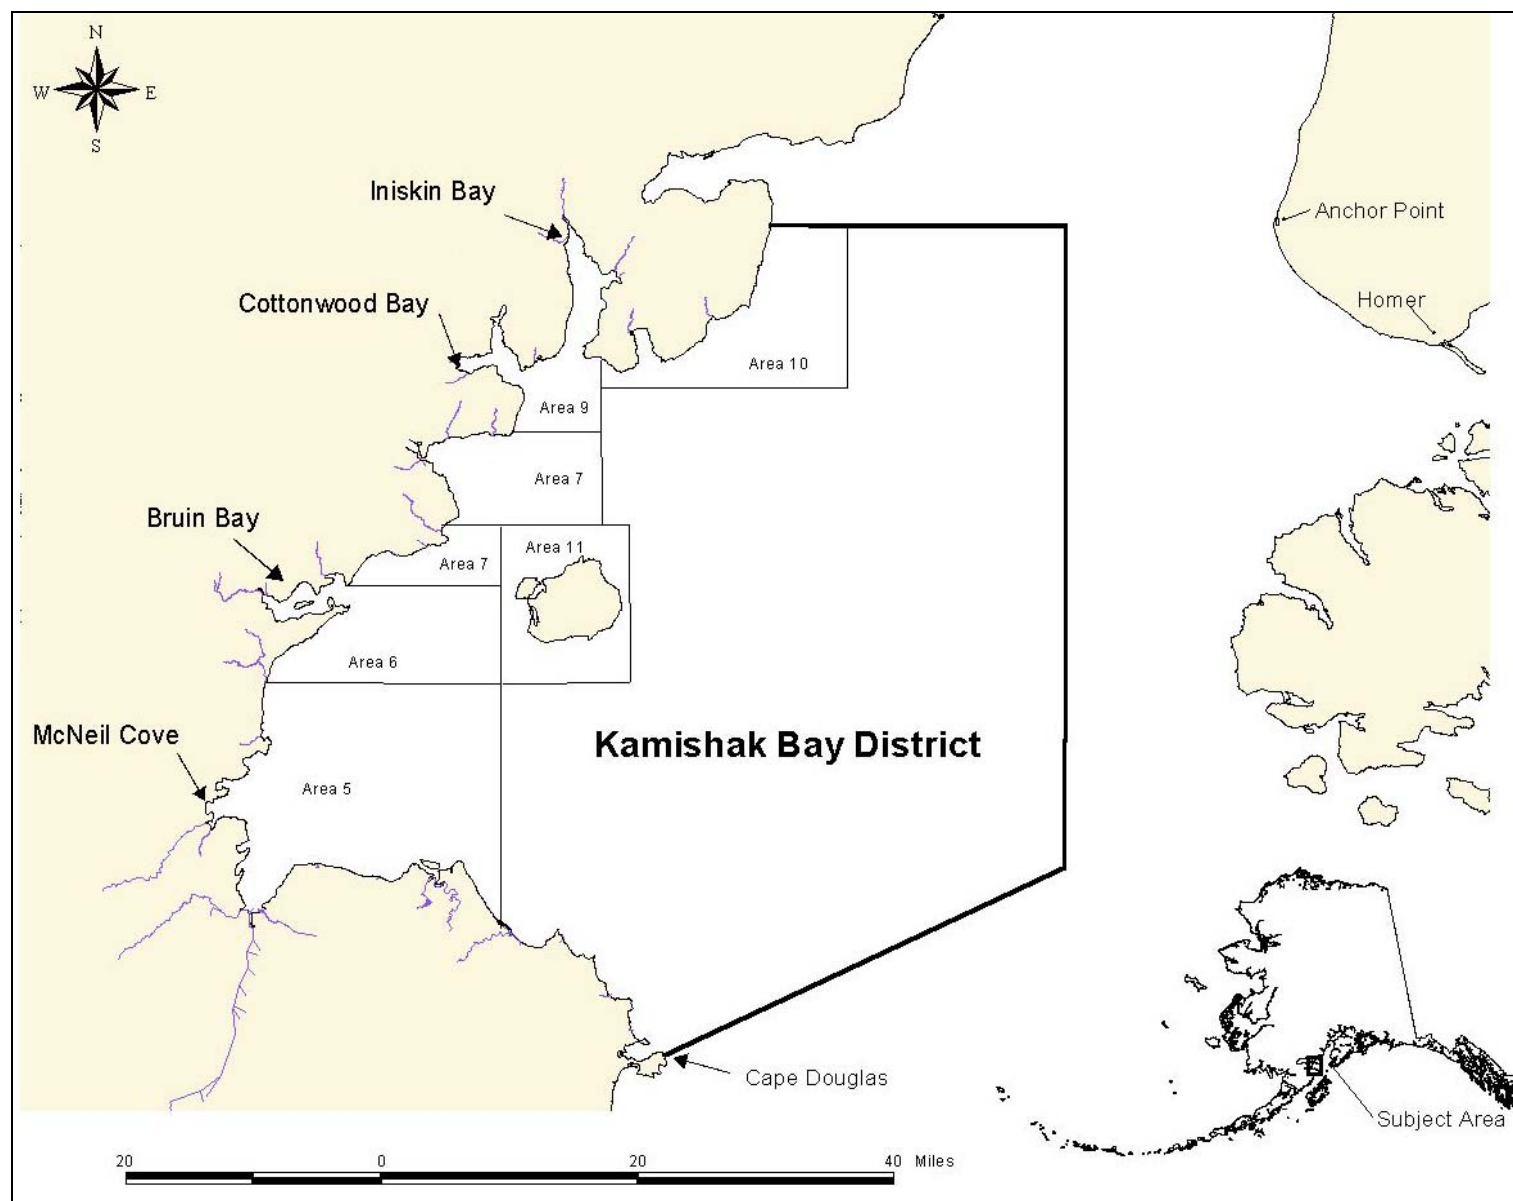 N
W E
S
Iniskin Bay
Anchor Point
Cottonwood Bay
Homer
Area 10
Area 9
Area 7
Bruin Bay
Area 11
Area 7
Area 6
McNeil Cove
Kamishak Bay District
Area 5
Cape Douglas
Subject Area
20 0 20 40 Miles